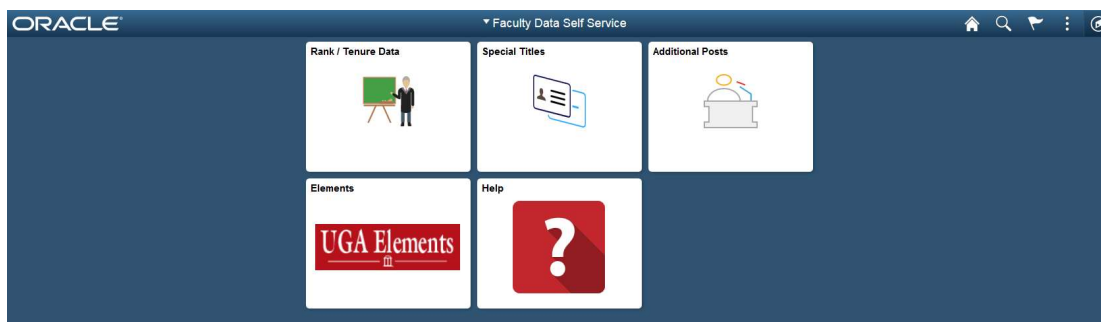 ORACLE
Faculty Data Self Service
Rank / Tenure Data
Special Titles
Additional Posts
Elements
Help
UGA Elements
?